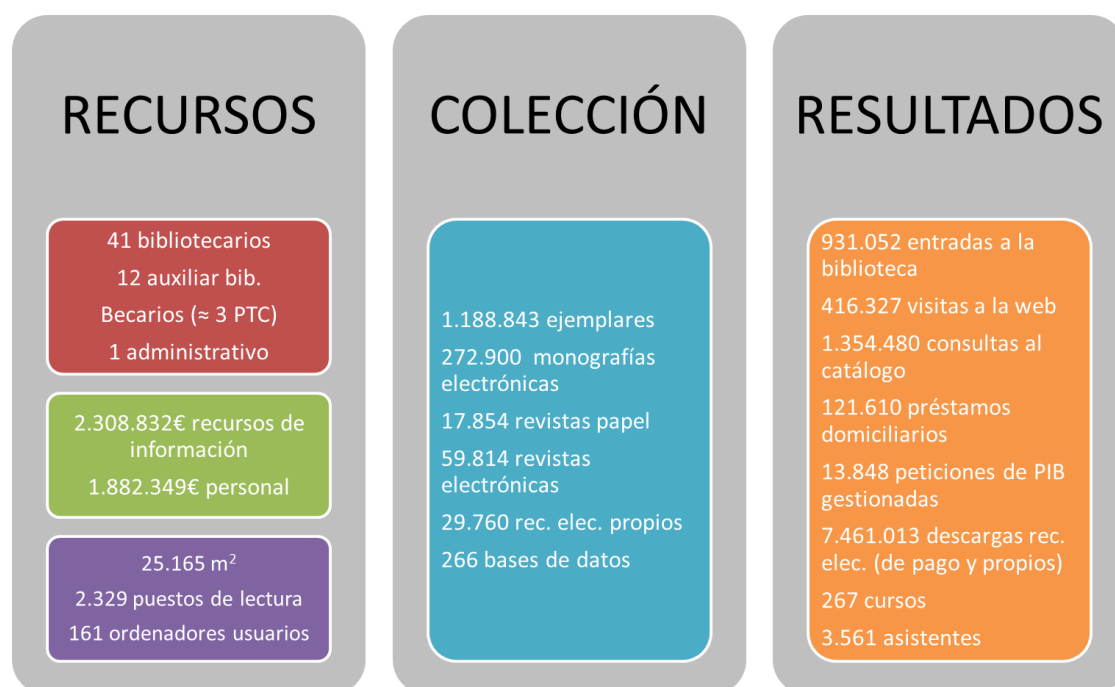 RECURSOS
41 bibliotecarios
12 auxiliar bib.
Becarios (≈ 3 PTC)
1 administrativo
2.308.832€ recursos de
información
1.882.349€ personal
25.165 m²
2.329 puestos de lectura
161 ordenadores usuarios
COLECCIÓN
1.188.843 ejemplares
272.900 monografías
electrónicas
17.854 revistas papel
59.814 revistas
electrónicas
29.760 rec. elec. propios
266 bases de datos
RESULTADOS
931.052 entradas a la
biblioteca
416.327 visitas a la web
1.354.480 consultas al
catálogo
121.610 préstamos
domiciliarios
13.848 peticiones de PIB
gestionadas
7.461.013 descargas rec.
elec. (de pago y propios)
267 cursos
3.561 asistentes